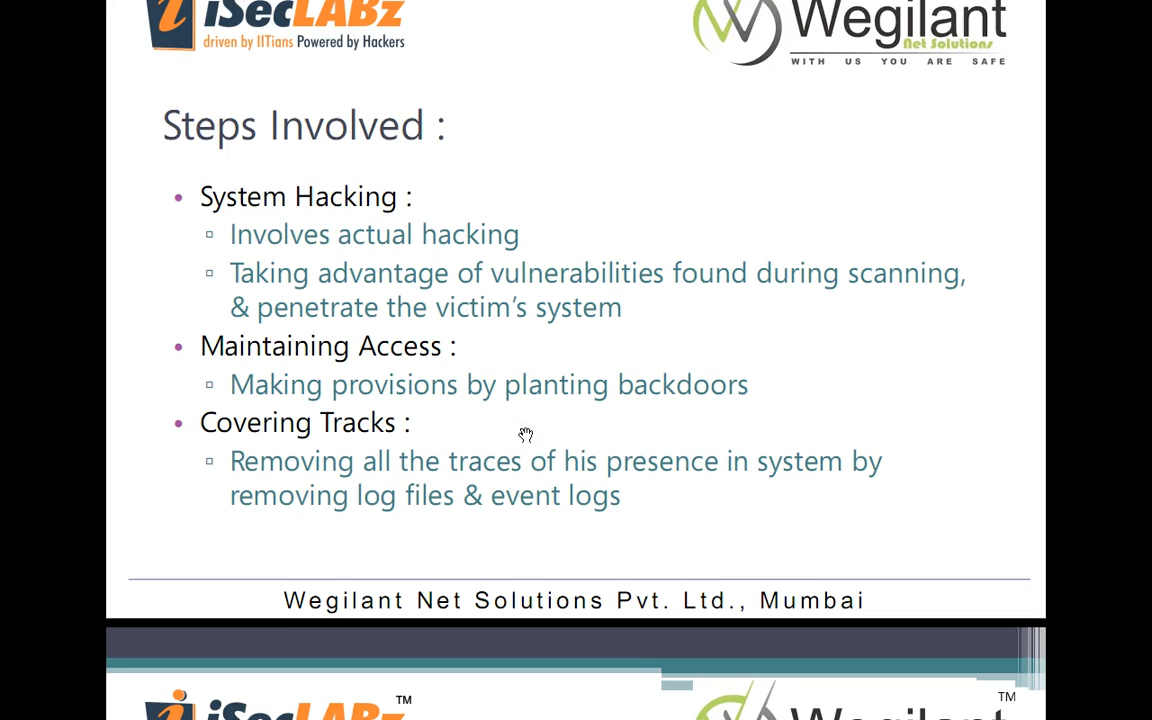 iSecLABz
driven by IITians Powered by Hackers
Wegilant
Net Solutions
WITH US YOU ARE SAFE
Steps Involved :
• System Hacking :
▫ Involves actual hacking
▫ Taking advantage of vulnerabilities found during scanning,
& penetrate the victim’s system
• Maintaining Access :
▫ Making provisions by planting backdoors
• Covering Tracks :
▫ Removing all the traces of his presence in system by
removing log files & event logs
Wegilant Net Solutions Pvt. Ltd., Mumbai
iSecLABz TM
Wegilant TM